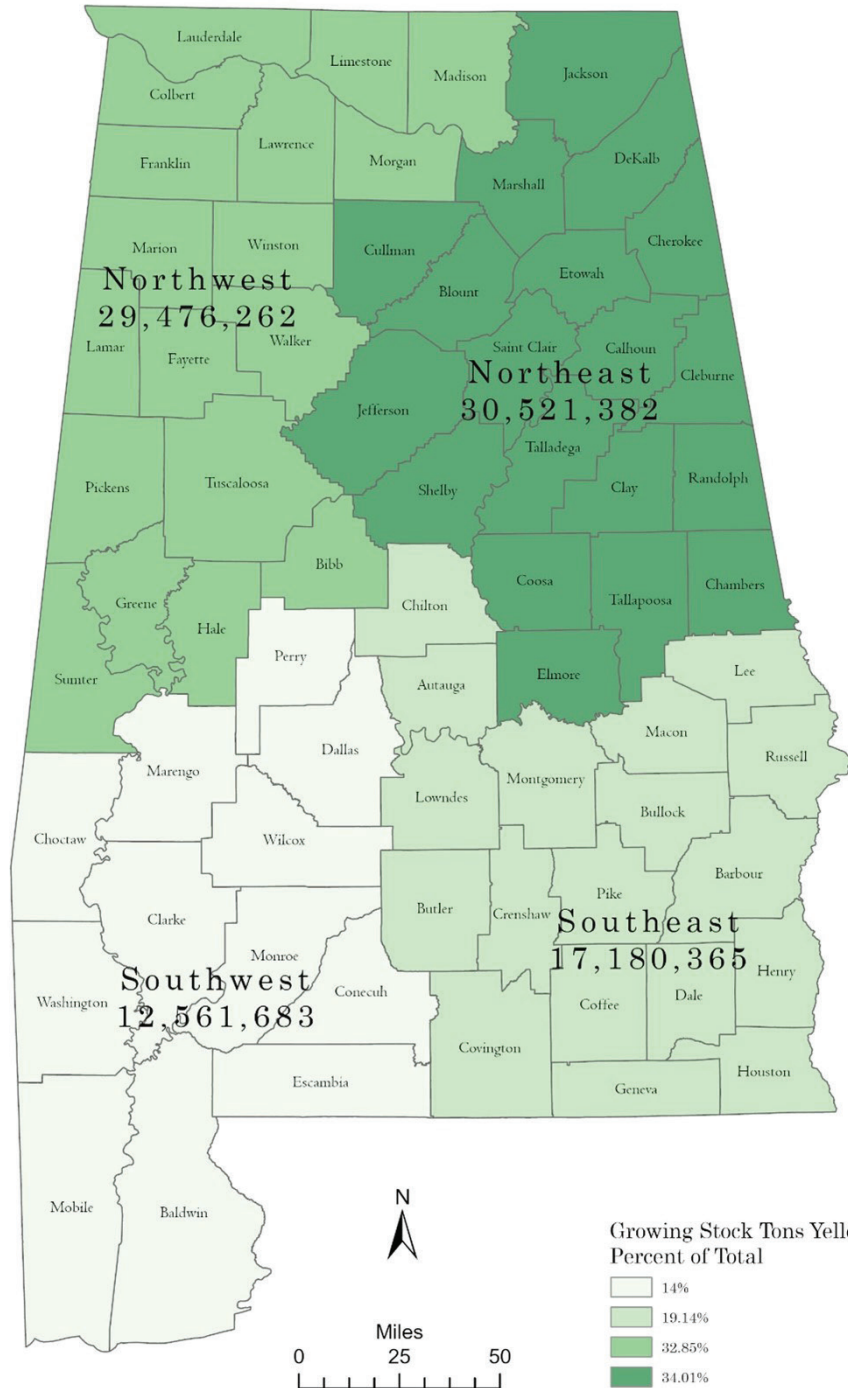 Lauderdale
Limestone
Madison
Jackson
Colbert
Lawrence
Franklin
Morgan
DeKalb
Marshall
Marion
Winston
Cullman
Cherokee
Northwest
29,476,262
Blount
Etowah
Lamar
Fayette
Walker
Saint Clair
Calhoun
Cleburne
Northeast
30,521,382
Jefferson
Talladega
Pickens
Tuscaloosa
Shelby
Clay
Randolph
Bibb
Coosa
Tallapoosa
Chambers
Greene
Hale
Chilton
Perry
Sumter
Autauga
Elmore
Lee
Macon
Dallas
Montgomery
Russell
Marengo
Lowndes
Bullock
Choctaw
Wilcox
Barbour
Clarke
Butler
Crenshaw
Pike
Southeast
17,180,365
Monroe
Henry
Southwest
12,561,683
Washington
Conecuh
Coffee
Dale
Covington
Escambia
Geneva
Houston
Mobile
Baldwin
N
Miles
0 25 50
Growing Stock Tons Yell
Percent of Total
14%
19.14%
32.85%
34.01%